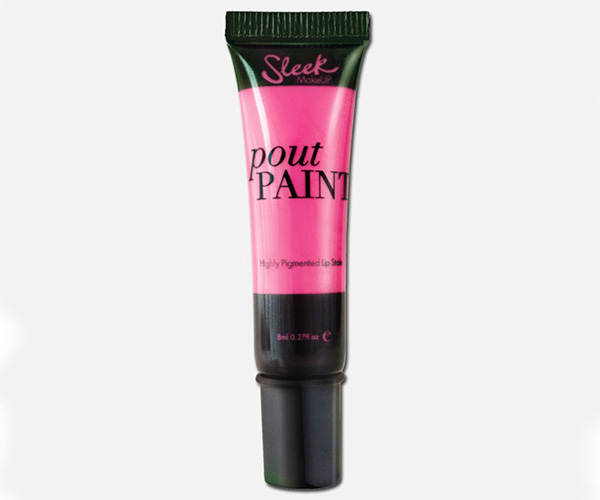 Sleek
MakeUP
pout
PAINT
Highly Pigmented Lip Stain
8ml 0.27fl oz ℮